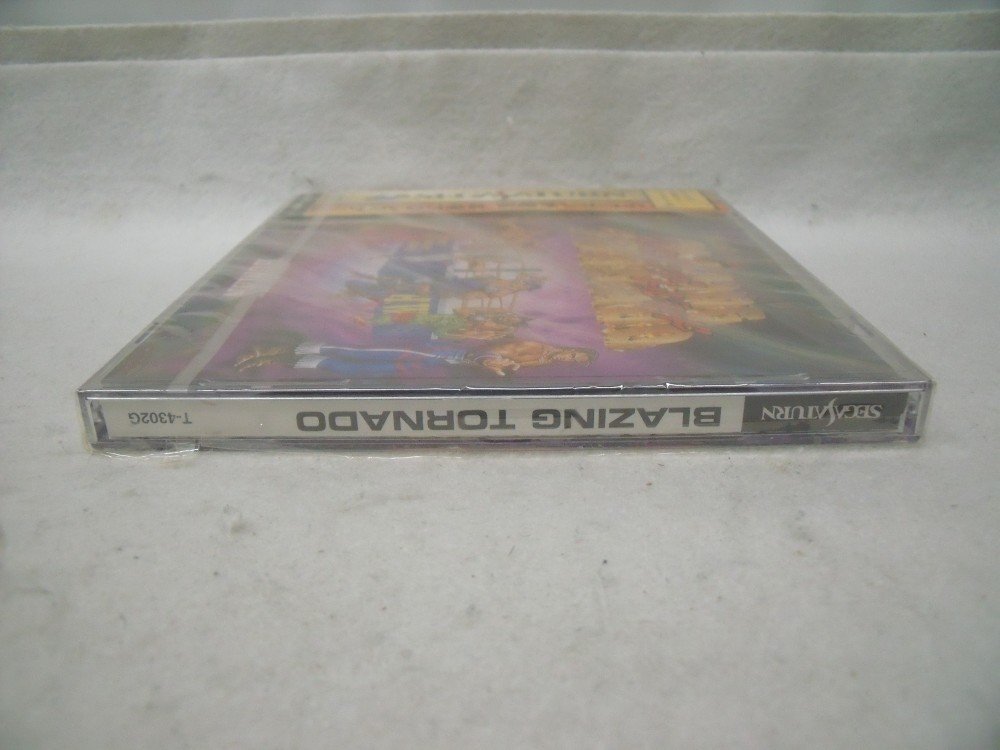 SEGA SATURN
BLAZING TORNADO
T-4302G